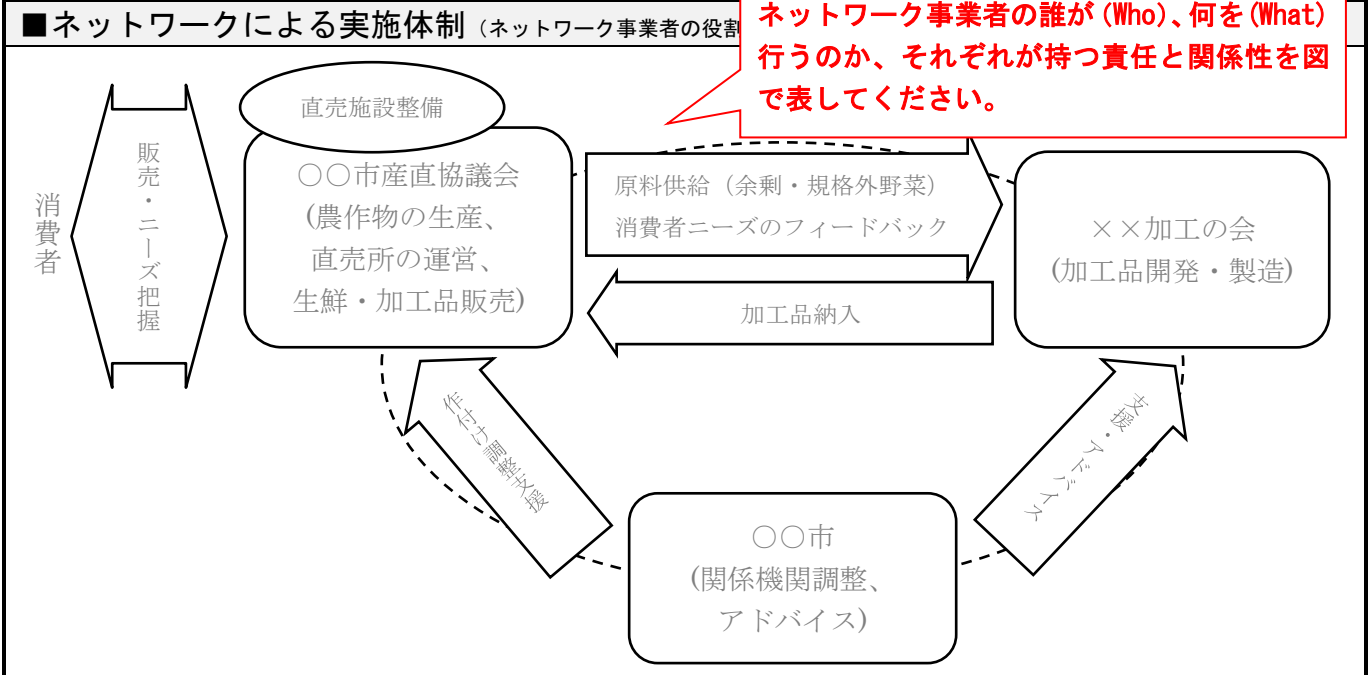 ■ネットワークによる実施体制（ネットワーク事業者の役割
ネットワーク事業者の誰が(Who)、何を(What)
行うのか、それぞれが持つ責任と関係性を図
で表してください。
直売施設整備
消費者
販売・ニーズ把握
○○市産直協議会
(農作物の生産、
直売所の運営、
生鮮・加工品販売)
原料供給（余剰・規格外野菜）
消費者ニーズのフィードバック
加工品納入
××加工の会
(加工品開発・製造)
作付け調整支援
支援・アドバイス
○○市
(関係機関調整、
アドバイス)